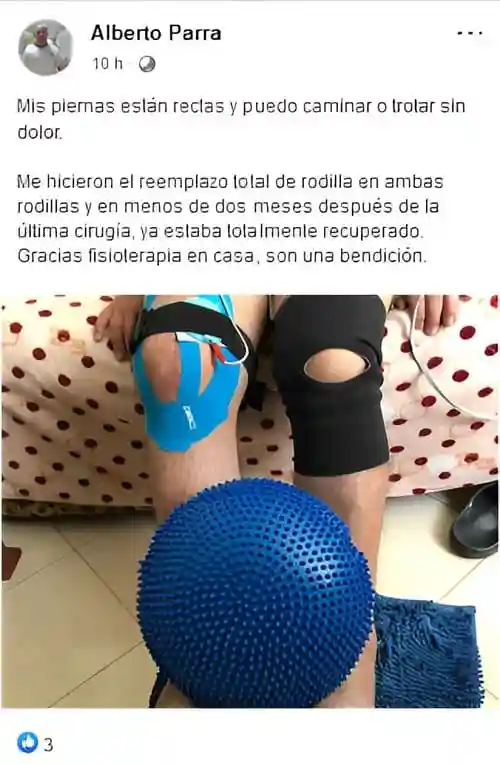 Alberto Parra
10 h
Mis piernas están rectas y puedo caminar o trotar sin
dolor.
Me hicieron el reemplazo total de rodilla en ambas
rodillas y en menos de dos meses después de la
última cirugía, ya estaba totalmente recuperado.
Gracias fisioterapia en casa, son una bendición.
3